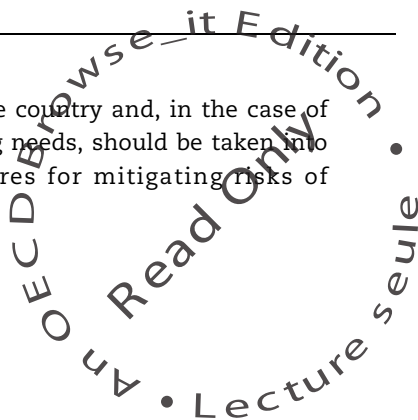 An OECD Browse_it Edition •
e country and, in the case of
g needs, should be taken into
res for mitigating risks of
Read Only
Lecture seule •